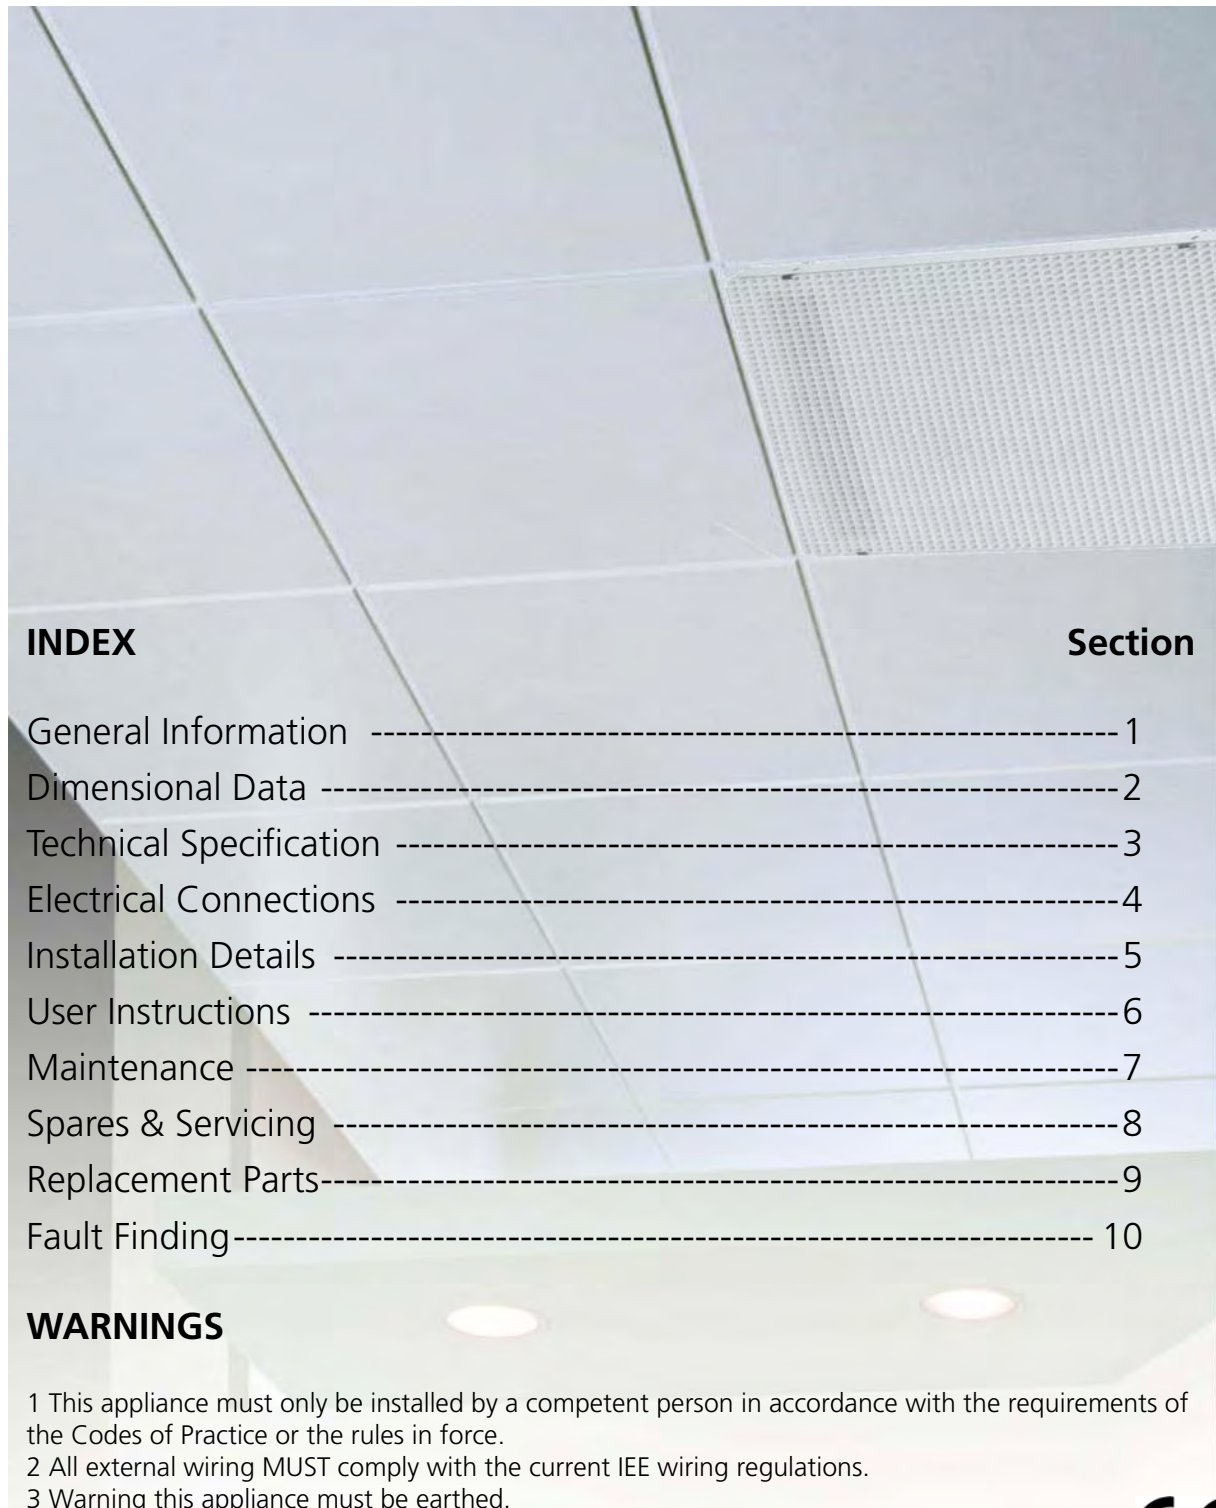 INDEX Section
General Information ------------------------------------------------------------1
Dimensional Data ----------------------------------------------------------------2
Technical Specification ----------------------------------------------------------3
Electrical Connections ----------------------------------------------------------4
Installation Details ---------------------------------------------------------------5
User Instructions -----------------------------------------------------------------6
Maintenance ----------------------------------------------------------------------7
Spares & Servicing ---------------------------------------------------------------8
Replacement Parts----------------------------------------------------------------9
Fault Finding--------------------------------------------------------------------- 10
WARNINGS
1 This appliance must only be installed by a competent person in accordance with the requirements of
the Codes of Practice or the rules in force.
2 All external wiring MUST comply with the current IEE wiring regulations.
3 Warning this appliance must be earthed.